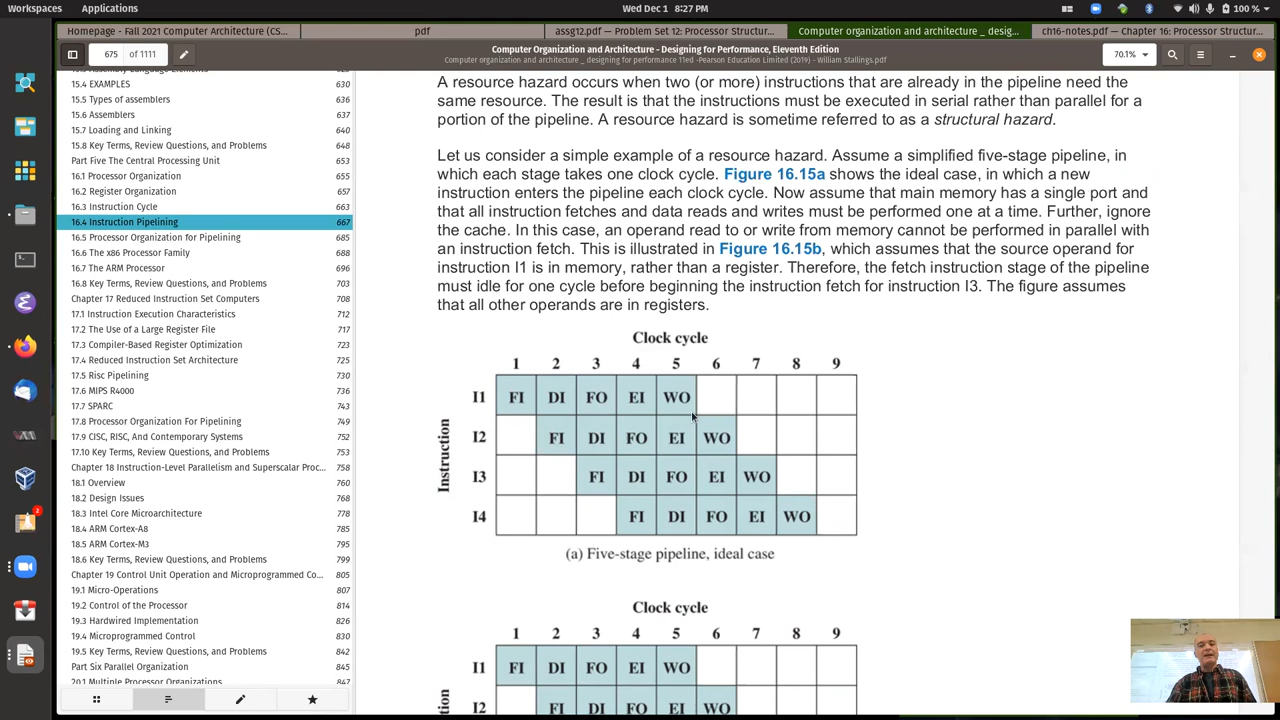 Workspaces Applications Wed Dec 1 8:27 PM 100 %
Homepage - Fall 2021 Computer Architecture (CS... pdf assg12.pdf — Problem Set 12: Processor Structur... Computer organization and architecture _ desig... ch16-notes.pdf — Chapter 16: Processor Structur...
675 of 1111 Computer Organization and Architecture - Designing for Performance, Eleventh Edition 70.1%
Computer organization and architecture _ designing for performance 11ed -Pearson Education Limited (2019) - William Stallings.pdf
15.4 EXAMPLES 630
15.5 Types of assemblers 636
15.6 Assemblers 637
15.7 Loading and Linking 640
15.8 Key Terms, Review Questions, and Problems 648
Part Five The Central Processing Unit 653
16.1 Processor Organization 655
16.2 Register Organization 657
16.3 Instruction Cycle 663
16.4 Instruction Pipelining 667
16.5 Processor Organization for Pipelining 685
16.6 The x86 Processor Family 688
16.7 The ARM Processor 696
16.8 Key Terms, Review Questions, and Problems 703
Chapter 17 Reduced Instruction Set Computers 708
17.1 Instruction Execution Characteristics 712
17.2 The Use of a Large Register File 717
17.3 Compiler-Based Register Optimization 723
17.4 Reduced Instruction Set Architecture 725
17.5 Risc Pipelining 730
17.6 MIPS R4000 736
17.7 SPARC 743
17.8 Processor Organization For Pipelining 749
17.9 CISC, RISC, And Contemporary Systems 752
17.10 Key Terms, Review Questions, and Problems 753
Chapter 18 Instruction-Level Parallelism and Superscalar Proc... 758
18.1 Overview 760
18.2 Design Issues 768
18.3 Intel Core Microarchitecture 778
18.4 ARM Cortex-A8 785
18.5 ARM Cortex-M3 795
18.6 Key Terms, Review Questions, and Problems 799
Chapter 19 Control Unit Operation and Microprogrammed Co... 805
19.1 Micro-Operations 807
19.2 Control of the Processor 814
19.3 Hardwired Implementation 826
19.4 Microprogrammed Control 830
19.5 Key Terms, Review Questions, and Problems 842
Part Six Parallel Organization 845
20.1 Multiple Processor Organizations 847
2
A resource hazard occurs when two (or more) instructions that are already in the pipeline need the
same resource. The result is that the instructions must be executed in serial rather than parallel for a
portion of the pipeline. A resource hazard is sometime referred to as a structural hazard.
Let us consider a simple example of a resource hazard. Assume a simplified five-stage pipeline, in
which each stage takes one clock cycle. Figure 16.15a shows the ideal case, in which a new
instruction enters the pipeline each clock cycle. Now assume that main memory has a single port and
that all instruction fetches and data reads and writes must be performed one at a time. Further, ignore
the cache. In this case, an operand read to or write from memory cannot be performed in parallel with
an instruction fetch. This is illustrated in Figure 16.15b, which assumes that the source operand for
instruction I1 is in memory, rather than a register. Therefore, the fetch instruction stage of the pipeline
must idle for one cycle before beginning the instruction fetch for instruction I3. The figure assumes
that all other operands are in registers.
Clock cycle
1 2 3 4 5 6 7 8 9
Instruction
I1 FI DI FO EI WO
I2 FI DI FO EI WO
I3 FI DI FO EI WO
I4 FI DI FO EI WO
(a) Five-stage pipeline, ideal case
Clock cycle
1 2 3 4 5 6 7 8 9
I1 FI DI FO EI WO
I2 FI DI FO EI WO